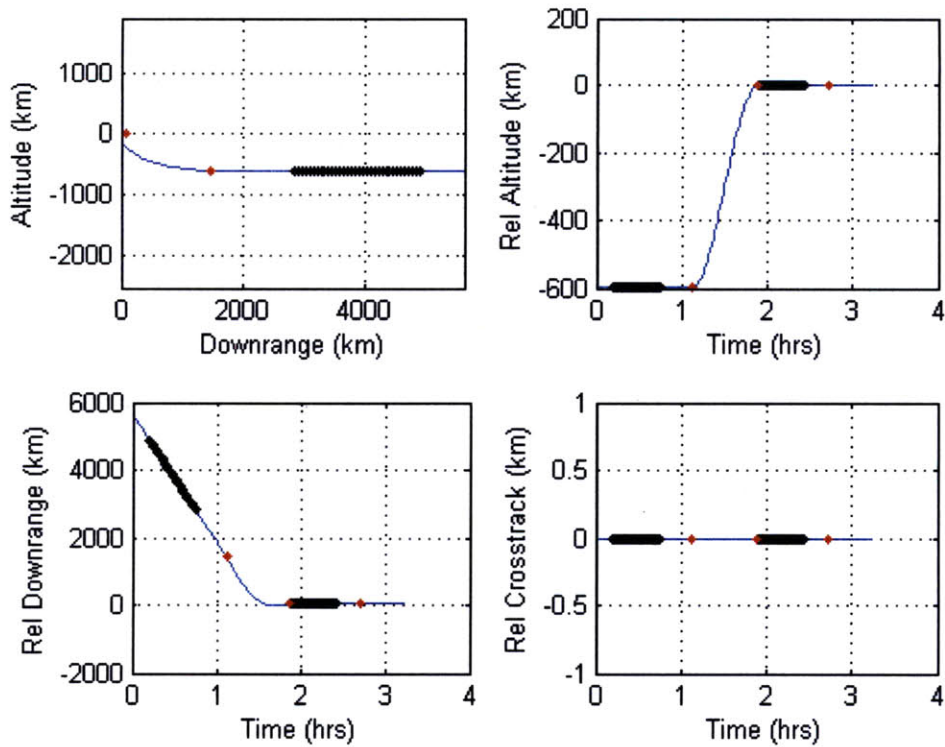 1000
0
-1000
-2000
Altitude (km)
0 2000 4000
Downrange (km)
200
0
-200
-400
-600
Rel Altitude (km)
0 1 2 3 4
Time (hrs)
6000
4000
2000
0
-2000
Rel Downrange (km)
0 1 2 3 4
Time (hrs)
1
0.5
0
-0.5
-1
Rel Crosstrack (km)
0 1 2 3 4
Time (hrs)